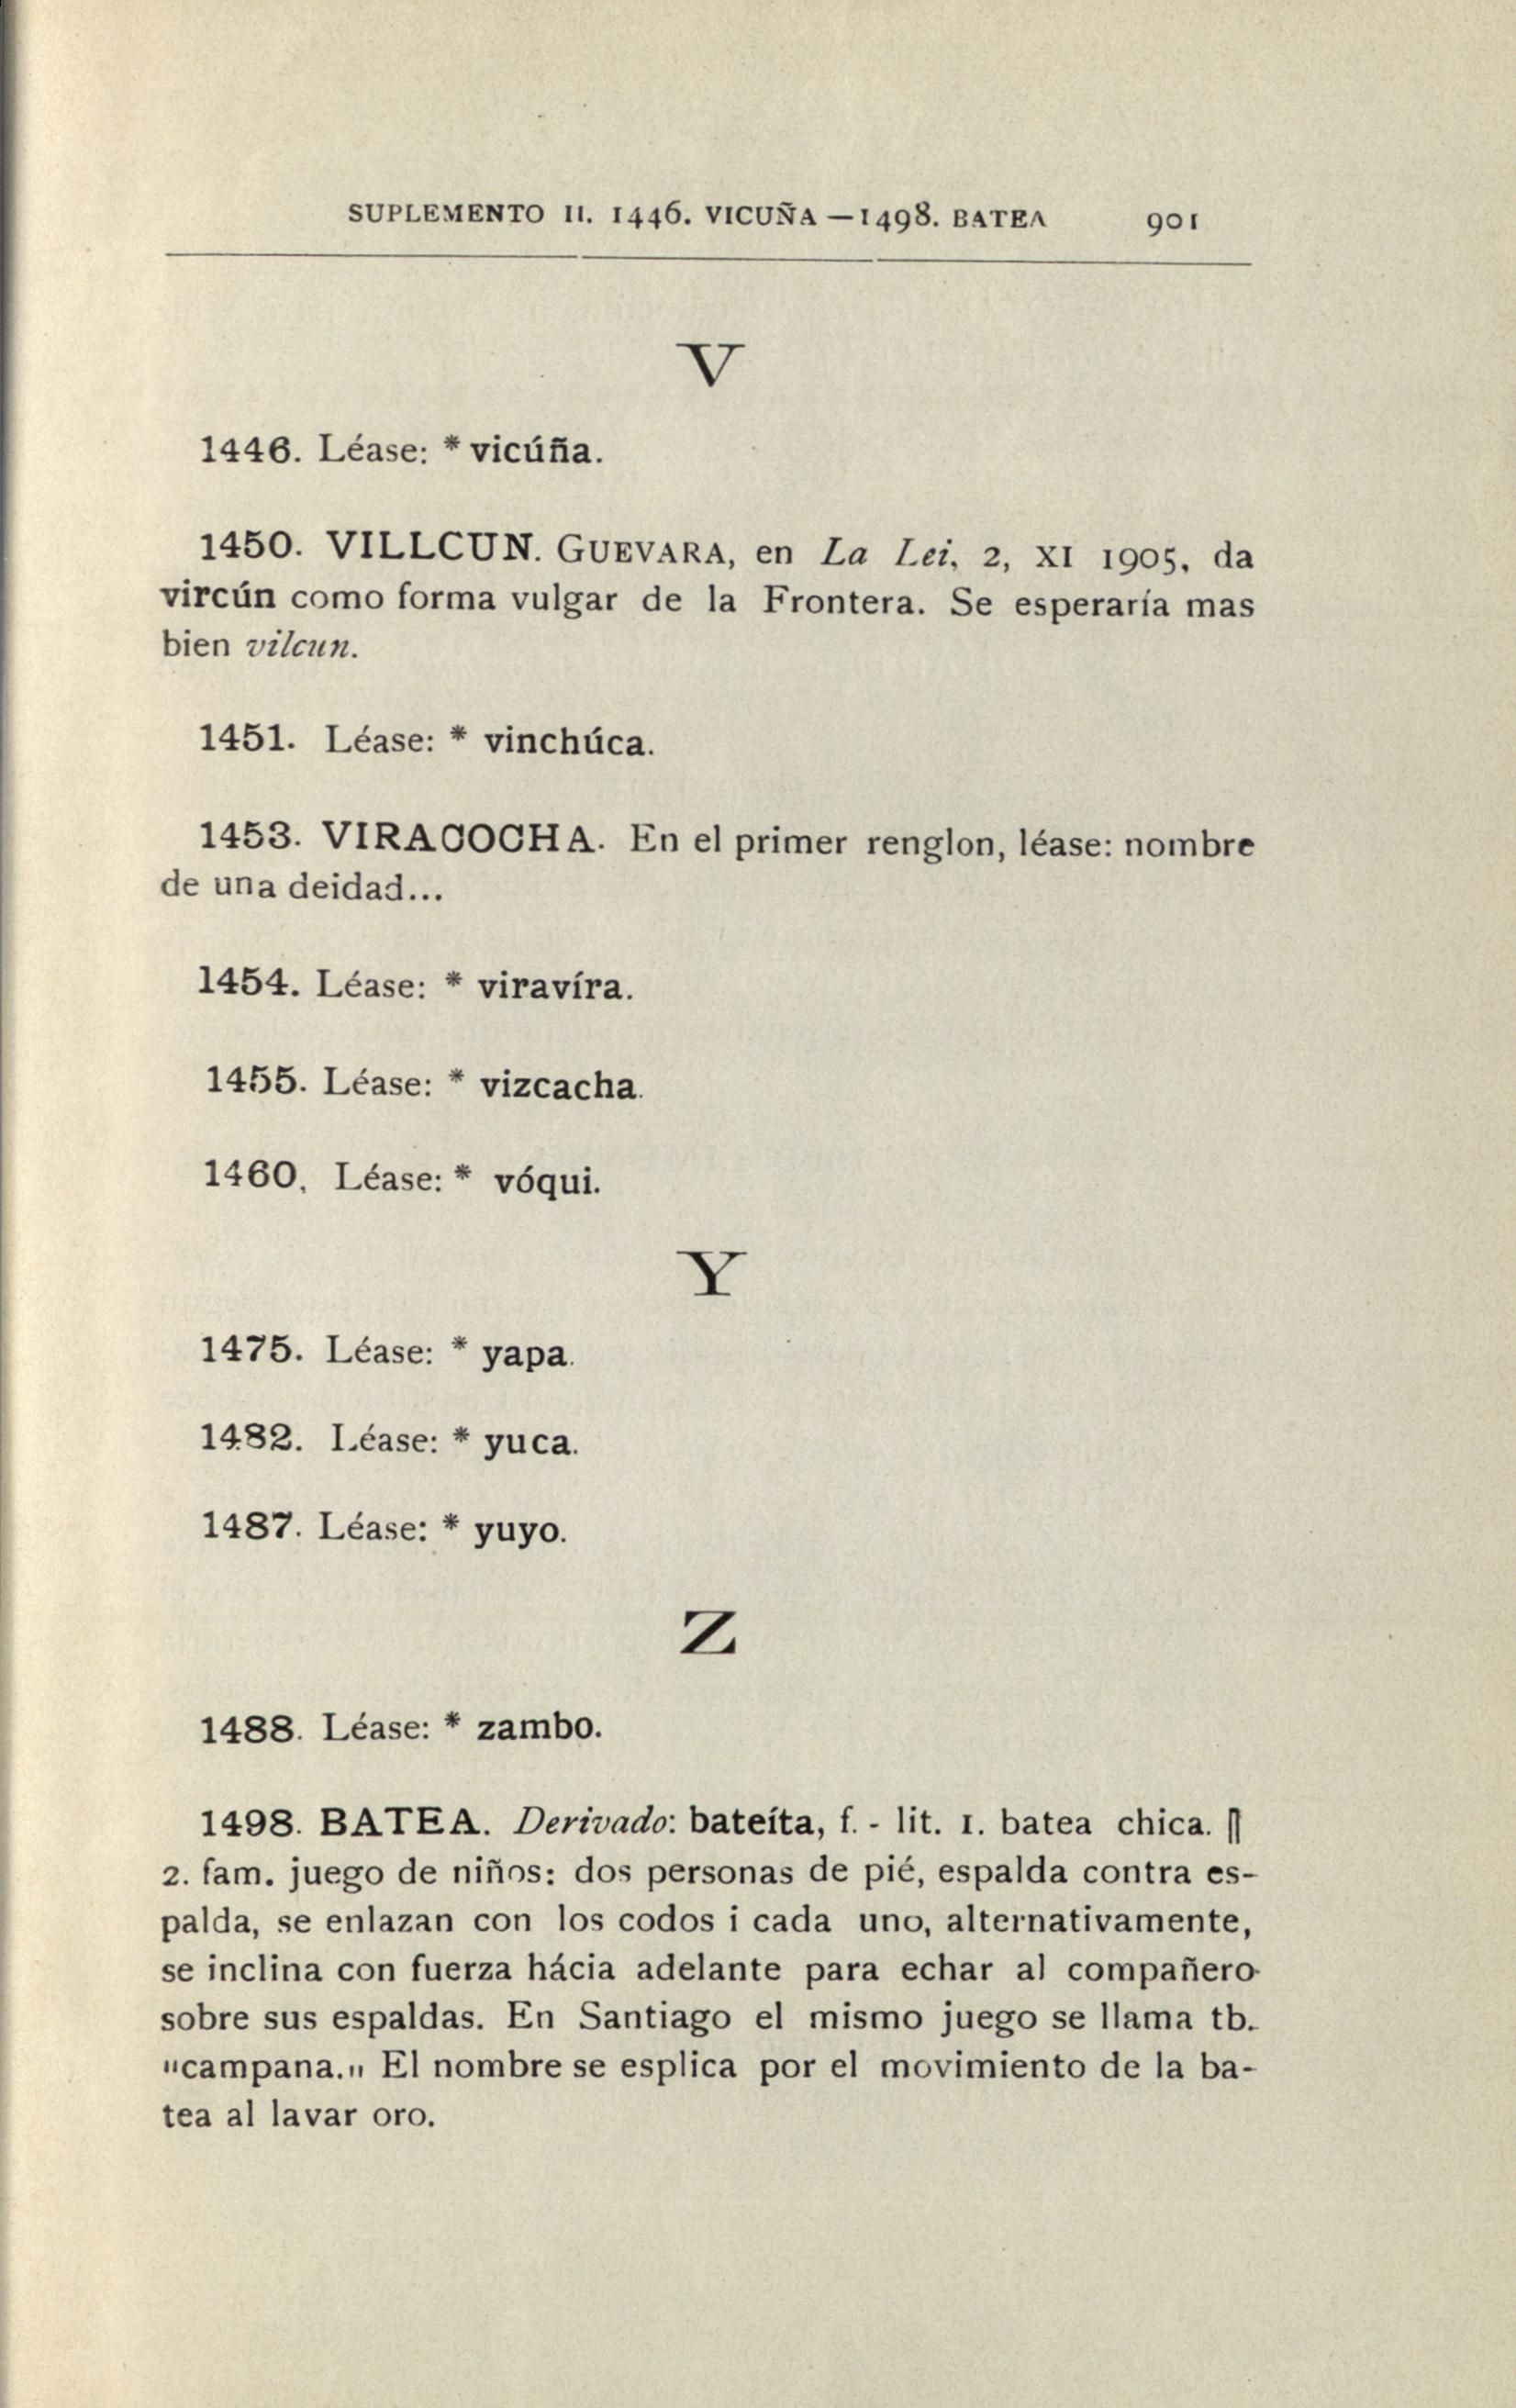 SUPLEMENTO II. 1446. VICUÑA —1498. BATEA 901
V
1446. Léase: * vicúña.
1450. VILLCUN. GUEVARA, en La Lei, 2, XI 1905, da
vircún como forma vulgar de la Frontera. Se esperaría mas
bien vilcun.
1451. Léase: * vinchúca.
1453. VIRACOCHA. En el primer renglon, léase: nombre
de una deidad...
1454. Léase: * viravíra.
1455. Léase: * vizcacha.
1460. Léase: * vóqui.
Y
1475. Léase: * yapa.
1482. Léase: * yuca.
1487. Léase: * yuyo.
Z
1488. Léase: * zambo.
1498. BATEA. Derivado: bateíta, f. - lit. 1. batea chica. ||
2. fam. juego de niños: dos personas de pié, espalda contra es-
palda, se enlazan con los codos i cada uno, alternativamente,
se inclina con fuerza hácia adelante para echar al compañero
sobre sus espaldas. En Santiago el mismo juego se llama tb.
"campana." El nombre se esplica por el movimiento de la ba-
tea al lavar oro.